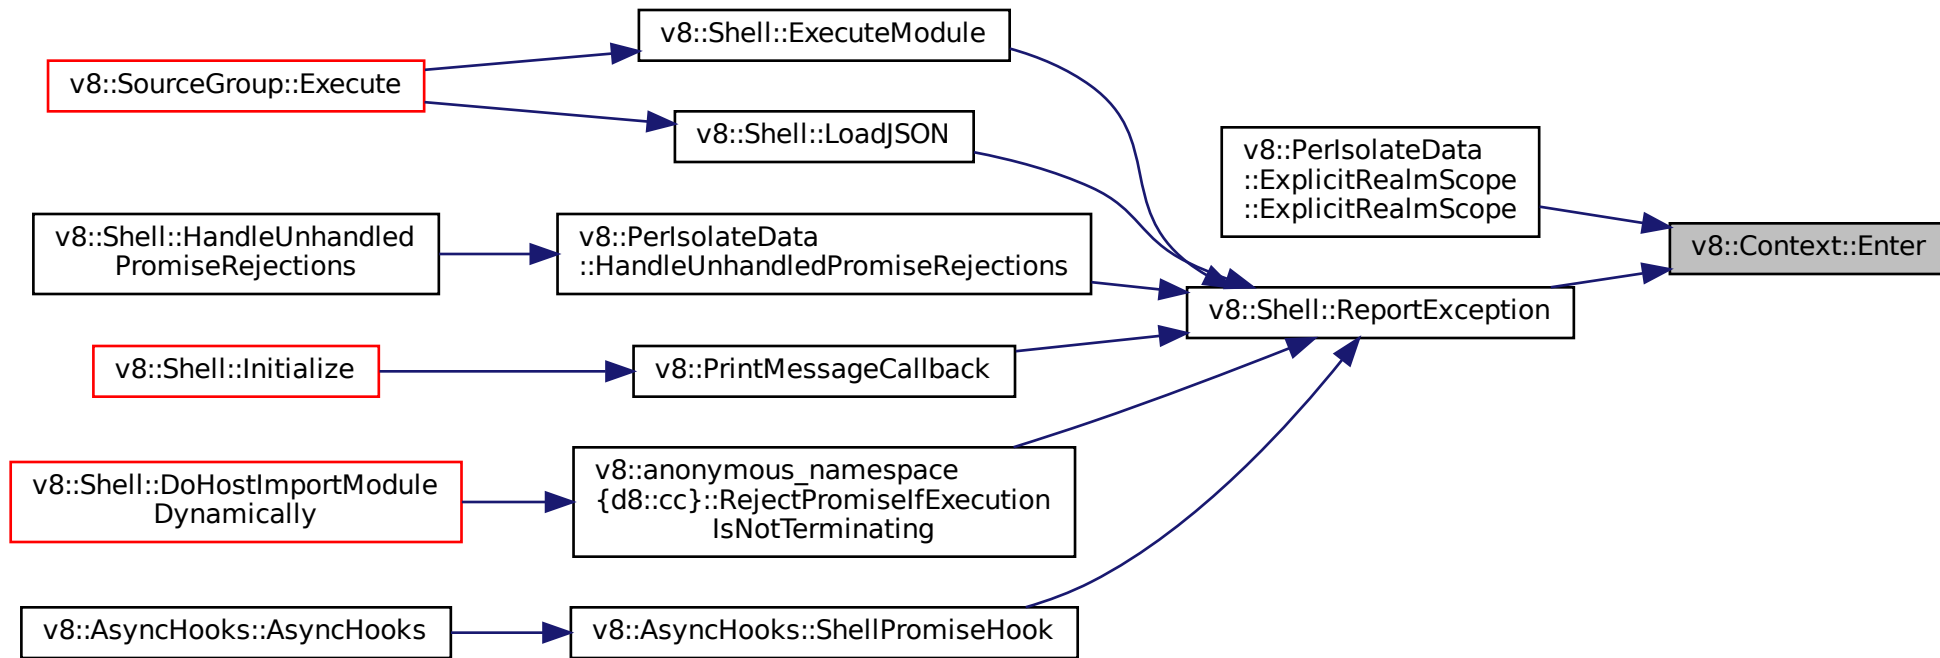 v8::Shell::ExecuteModule
v8::SourceGroup::Execute
v8::Shell::LoadJSON
v8::PerIsolateData
::ExplicitRealmScope
::ExplicitRealmScope
v8::Context::Enter
v8::Shell::HandleUnhandled
PromiseRejections
v8::PerIsolateData
::HandleUnhandledPromiseRejections
v8::Shell::ReportException
v8::Shell::Initialize
v8::PrintMessageCallback
v8::Shell::DoHostImportModule
Dynamically
v8::anonymous_namespace
{d8::cc}::RejectPromiseIfExecution
IsNotTerminating
v8::AsyncHooks::AsyncHooks
v8::AsyncHooks::ShellPromiseHook